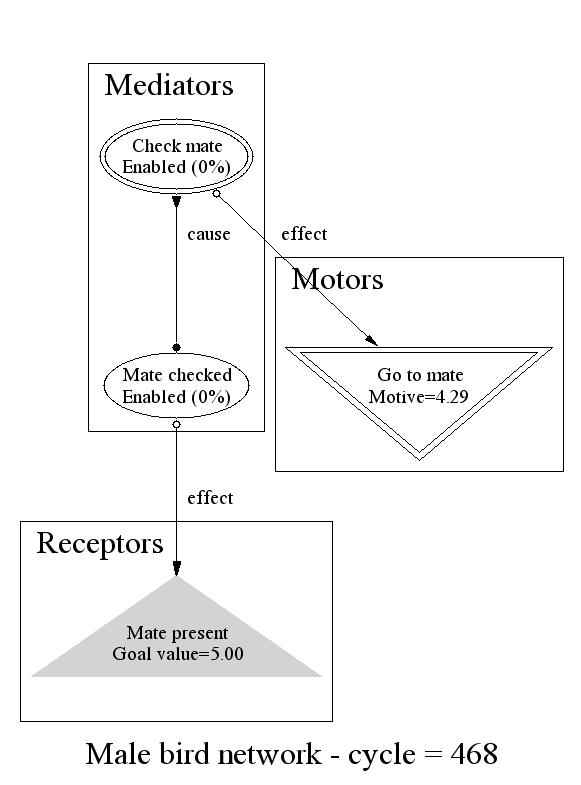 Mediators
Check mate
Enabled (0%)
cause
effect
Motors
Mate checked
Enabled (0%)
Go to mate
Motive=4.29
effect
Receptors
Mate present
Goal value=5.00
Male bird network - cycle = 468